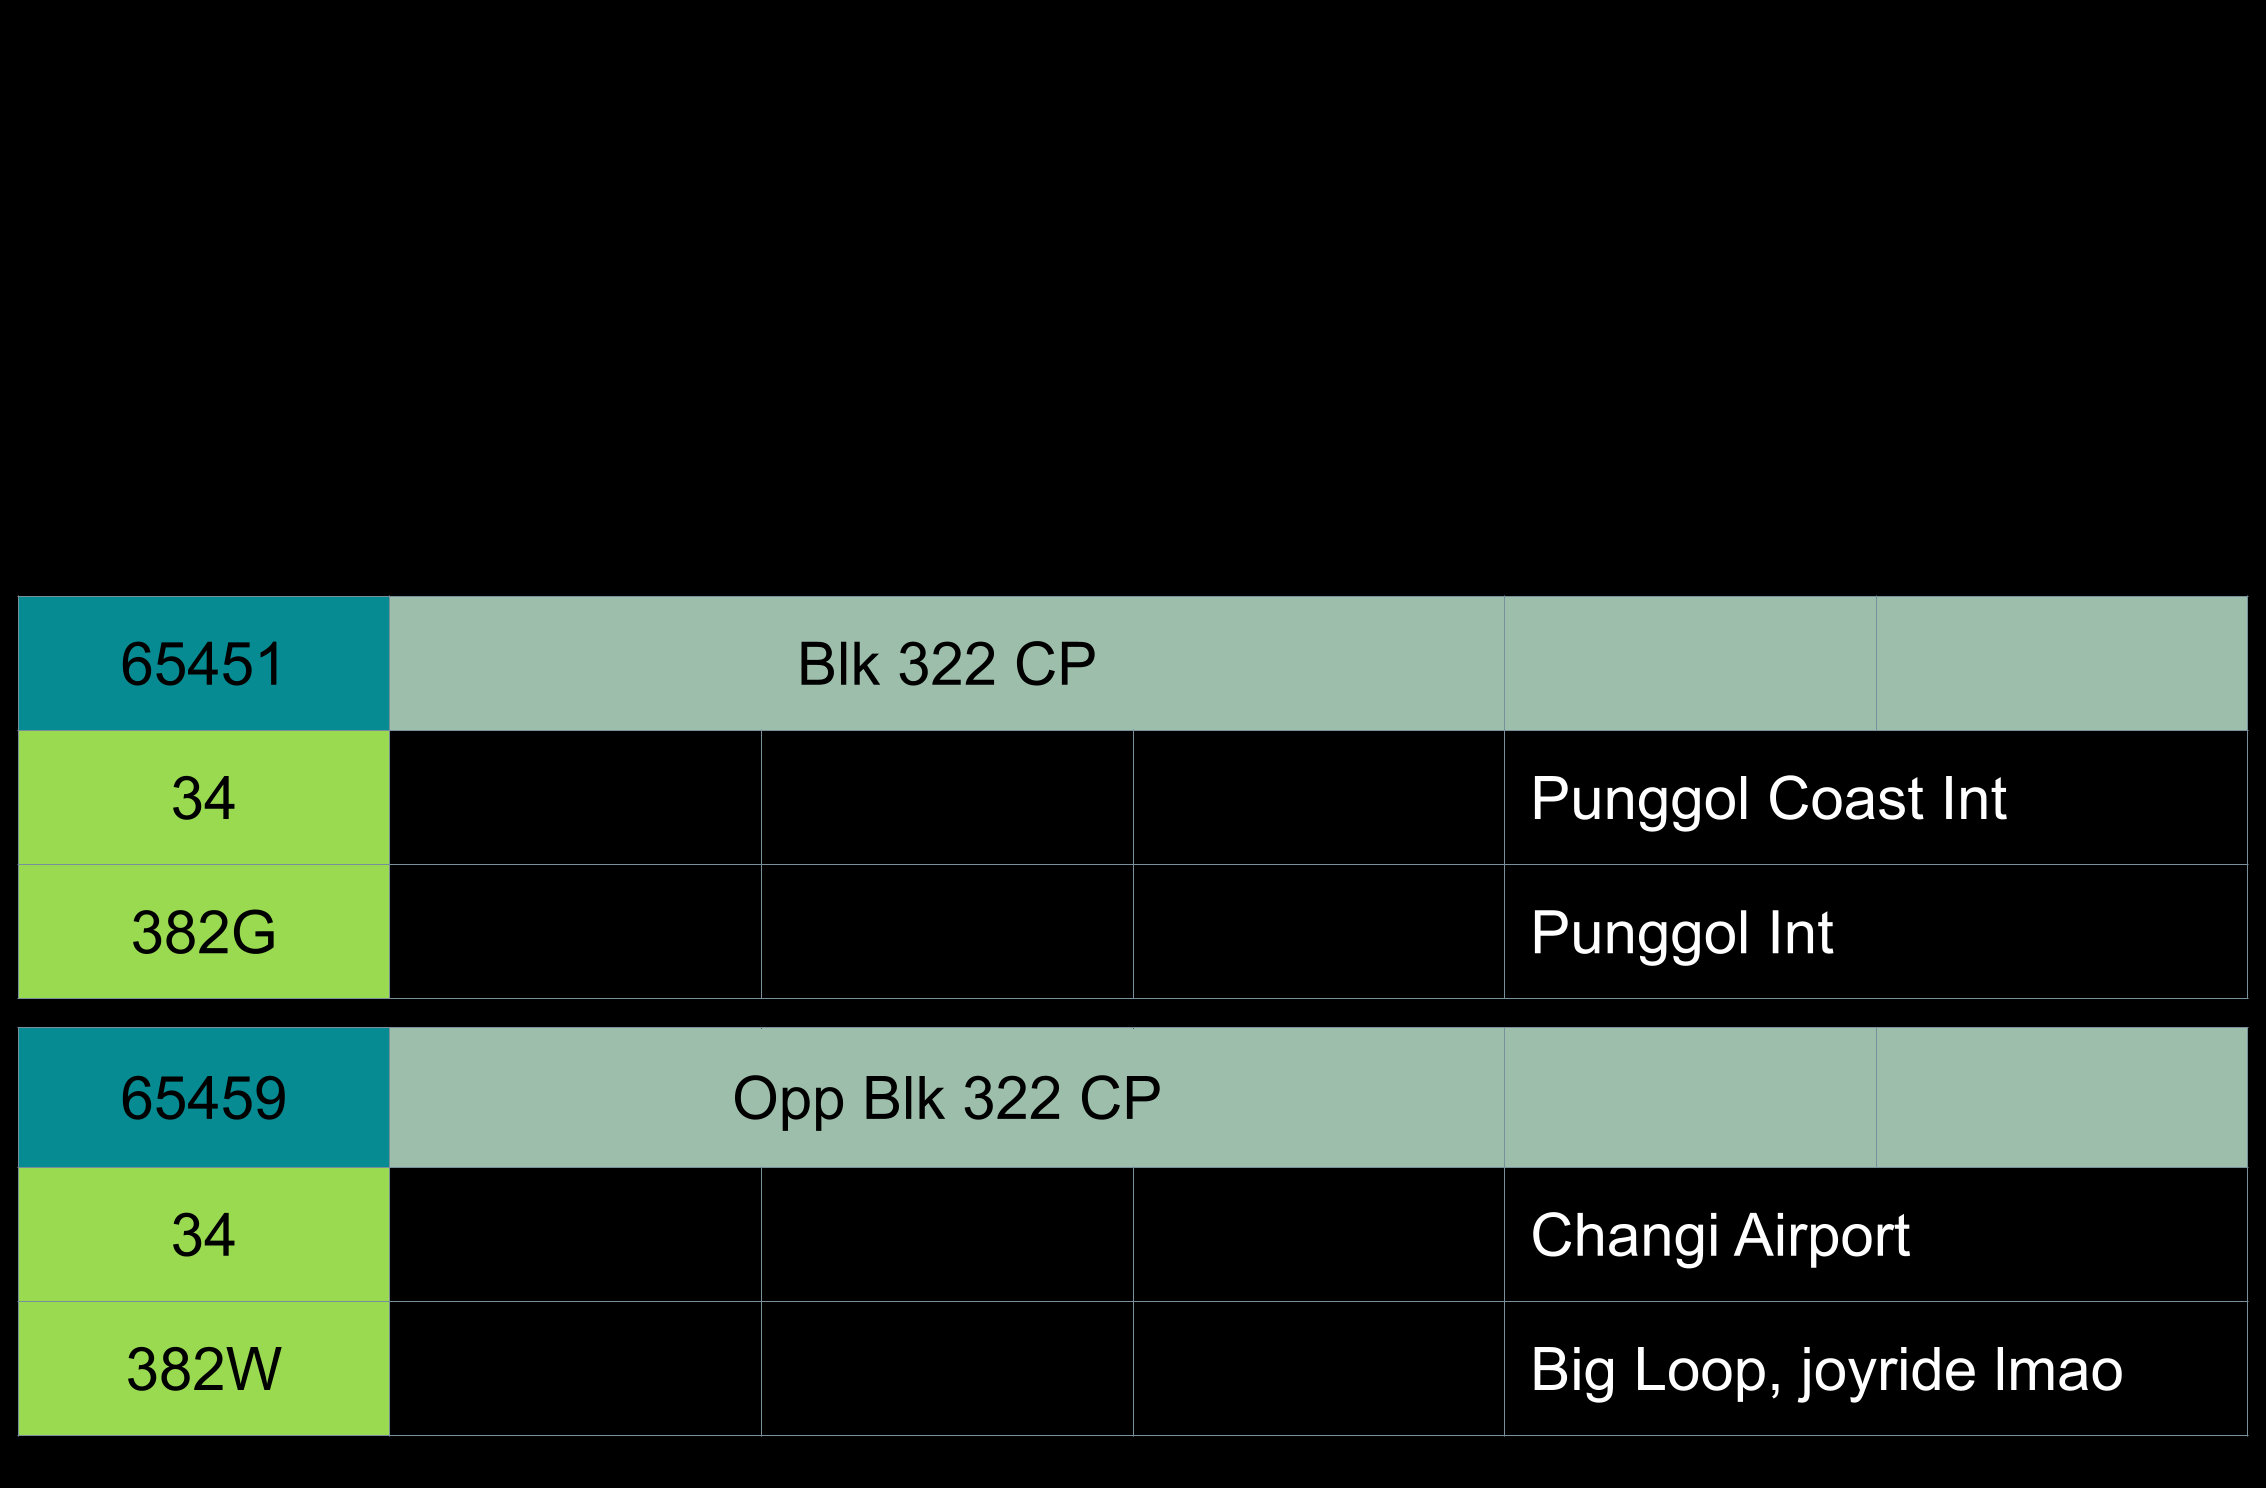 65451 Blk 322 CP
34 Punggol Coast Int
382G Punggol Int
65459 Opp Blk 322 CP
34 Changi Airport
382W Big Loop, joyride lmao